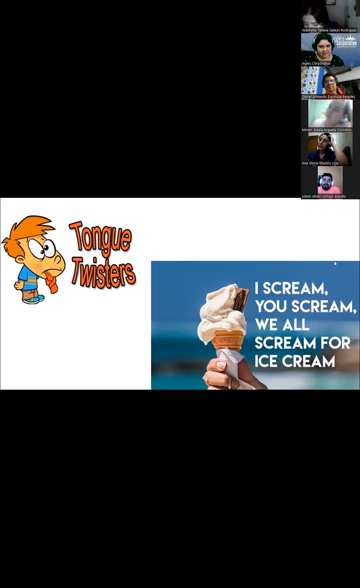 Tongue
Twisters
I SCREAM,
YOU SCREAM,
WE ALL
SCREAM FOR
ICE CREAM